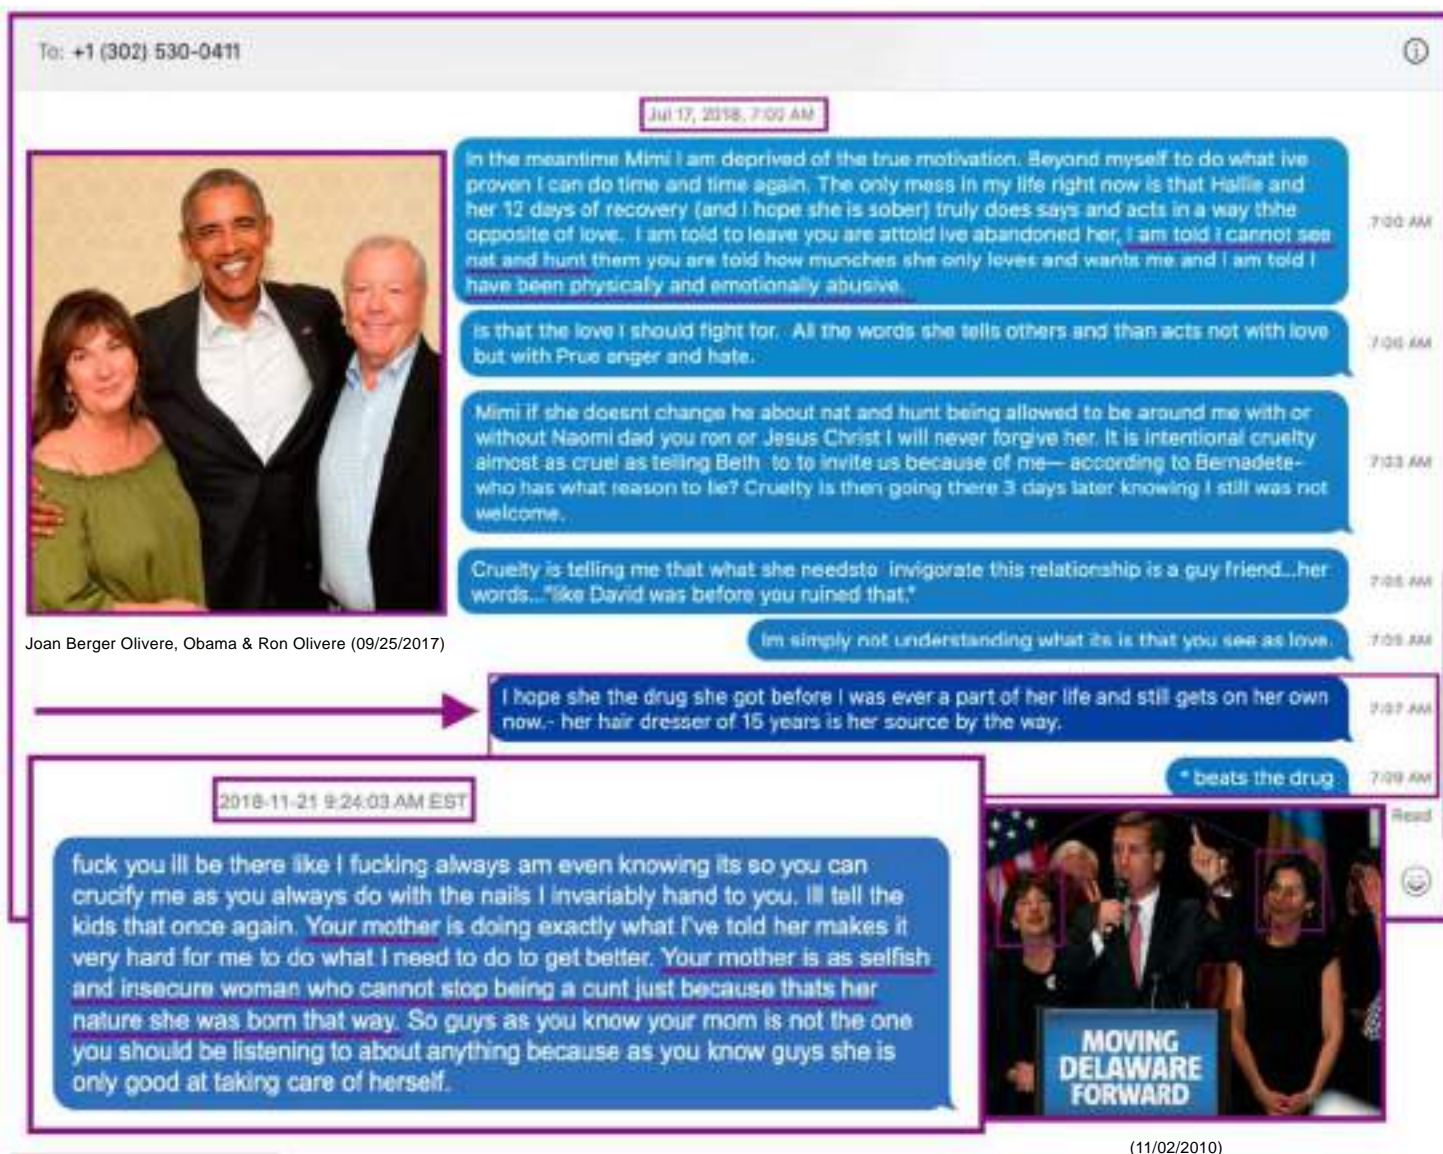 To: +1 (302) 530-0411
Jul 17, 2018, 7:00 AM
In the meantime Mimi I am deprived of the true motivation. Beyond myself to do what ive
proven I can do time and time again. The only mess in my life right now is that Hallie and
her 12 days of recovery (and I hope she is sober) truly does says and acts in a way thhe
opposite of love. I am told to leave you are attold ive abandoned her, I am told I cannot see
nat and hunt them you are told how munches she only loves and wants me and I am told I
have been physically and emotionally abusive.
7:00 AM
Is that the love I should fight for. All the words she tells others and than acts not with love
but with Prue anger and hate.
7:00 AM
Mimi if she doesnt change he about nat and hunt being allowed to be around me with or
without Naomi dad you ron or Jesus Christ I will never forgive her. It is intentional cruelty
almost as cruel as telling Beth to to invite us because of me— according to Bernadete-
who has what reason to lie? Cruelty is then going there 3 days later knowing I still was not
welcome.
7:03 AM
Cruelty is telling me that what she needsto invigorate this relationship is a guy friend...her
words..."like David was before you ruined that."
7:05 AM
Im simply not understanding what its is that you see as love.
7:05 AM
Joan Berger Olivere, Obama & Ron Olivere (09/25/2017)
I hope she the drug she got before I was ever a part of her life and still gets on her own
now.- her hair dresser of 15 years is her source by the way.
7:07 AM
* beats the drug
7:09 AM
Read
2018-11-21 9:24:03 AM EST
fuck you ill be there like I fucking always am even knowing its so you can
crucify me as you always do with the nails I invariably hand to you. Ill tell the
kids that once again. Your mother is doing exactly what I've told her makes it
very hard for me to do what I need to do to get better. Your mother is as selfish
and insecure woman who cannot stop being a cunt just because thats her
nature she was born that way. So guys as you know your mom is not the one
you should be listening to about anything because as you know guys she is
only good at taking care of herself.
MOVING
DELAWARE
FORWARD
(11/02/2010)